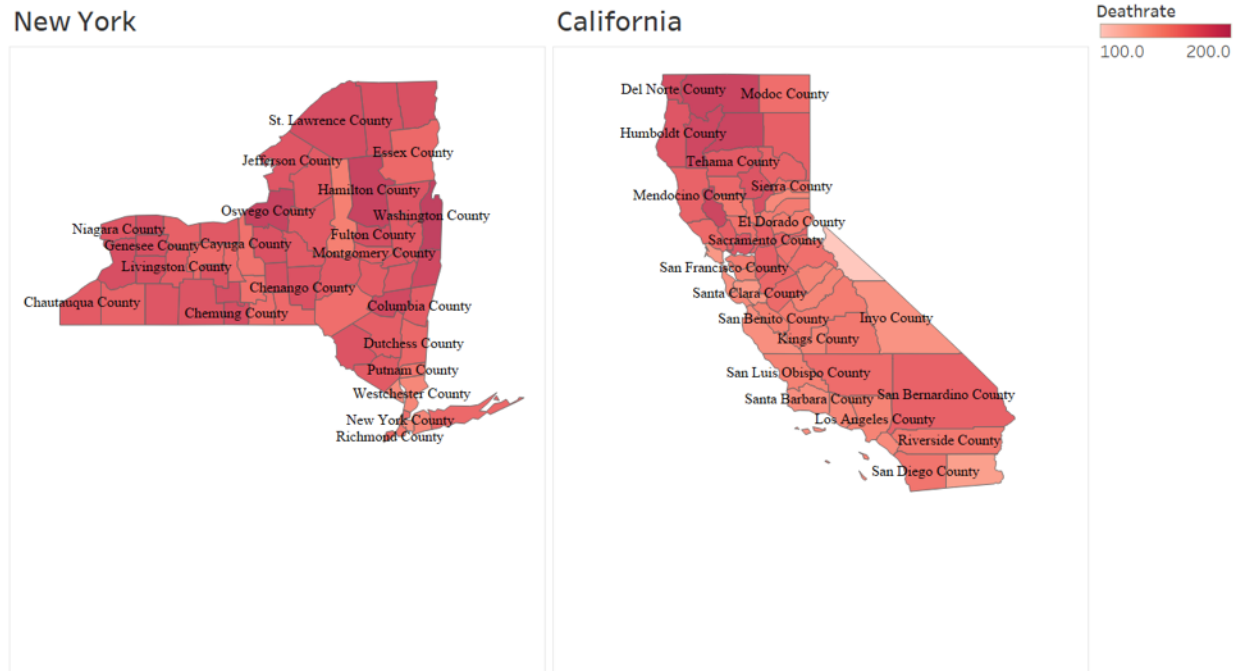 New York
California
Deathrate
100.0 200.0
St. Lawrence County
Essex County
Jefferson County
Hamilton County
Oswego County
Washington County
Niagara County
Fulton County
Genesee County
Cayuga County
Montgomery County
Livingston County
Chenango County
Chautauqua County
Columbia County
Chemung County
Dutchess County
Putnam County
Westchester County
New York County
Richmond County
Del Norte County
Modoc County
Humboldt County
Tehama County
Sierra County
Mendocino County
El Dorado County
Sacramento County
San Francisco County
Santa Clara County
San Benito County
Inyo County
Kings County
San Luis Obispo County
San Bernardino County
Santa Barbara County
Los Angeles County
Riverside County
San Diego County